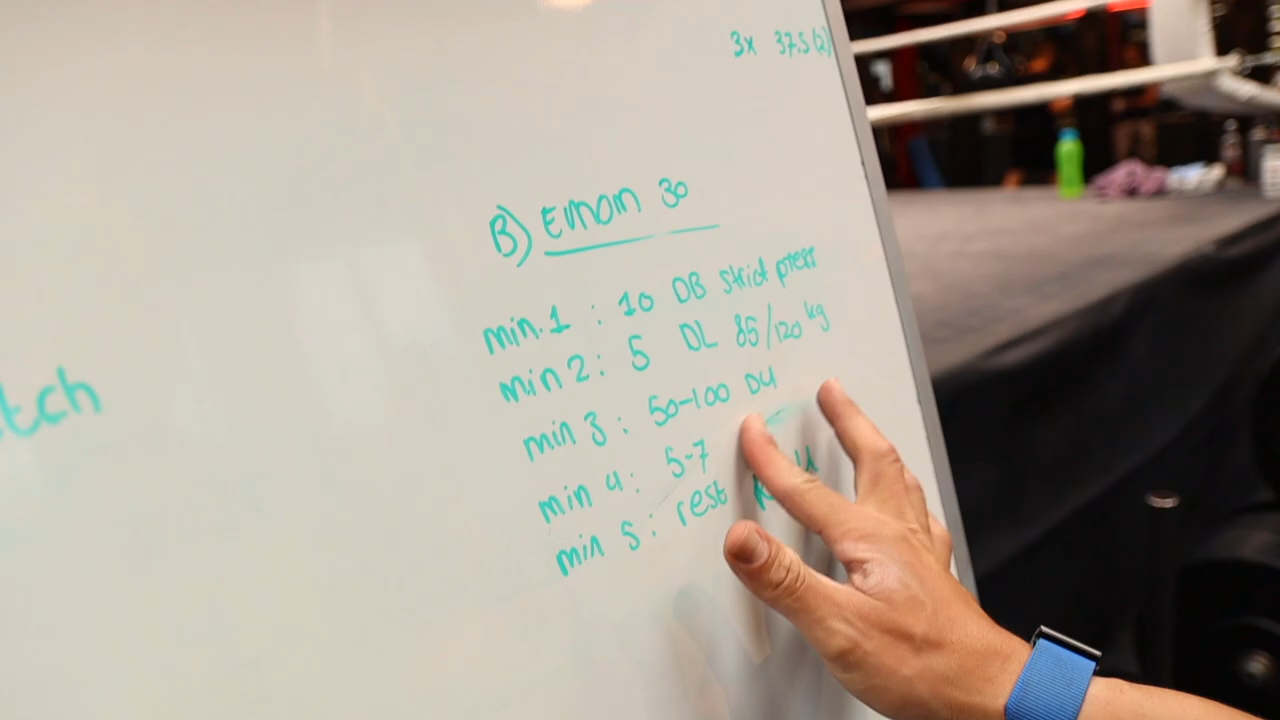 3x 37.5(2)
B) EMOM 30
min.1 : 10 DB strict press
min 2: 5 DL 85/120 kg
min 3 : 50-100 DU
min 4: 5-7
min 5: rest
tch